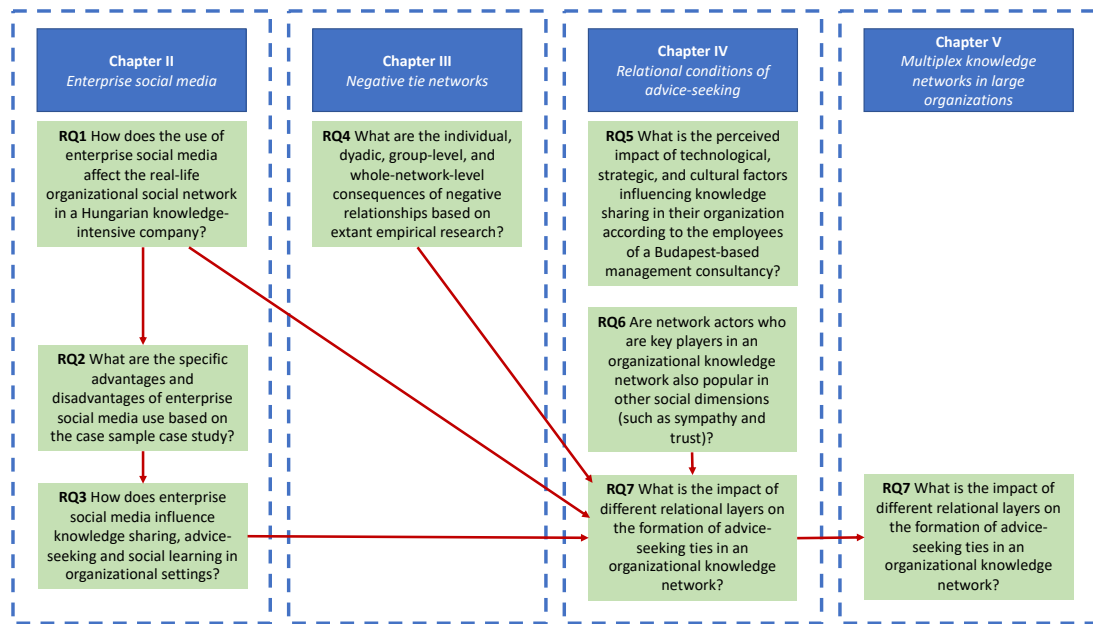 Chapter II
Enterprise social media
RQ1 How does the use of
enterprise social media
affect the real-life
organizational social network
in a Hungarian knowledge-
intensive company?
RQ2 What are the specific
advantages and
disadvantages of enterprise
social media use based on
the case sample case study?
RQ3 How does enterprise
social media influence
knowledge sharing, advice-
seeking and social learning in
organizational settings?
Chapter III
Negative tie networks
RQ4 What are the individual,
dyadic, group-level, and
whole-network-level
consequences of negative
relationships based on
extant empirical research?
Chapter IV
Relational conditions of
advice-seeking
RQ5 What is the perceived
impact of technological,
strategic, and cultural factors
influencing knowledge
sharing in their organization
according to the employees
of a Budapest-based
management consultancy?
RQ6 Are network actors who
are key players in an
organizational knowledge
network also popular in
other social dimensions
(such as sympathy and
trust)?
RQ7 What is the impact of
different relational layers on
the formation of advice-
seeking ties in an
organizational knowledge
network?
Chapter V
Multiplex knowledge
networks in large
organizations
RQ7 What is the impact of
different relational layers
on the formation of advice-
seeking ties in an
organizational knowledge
network?